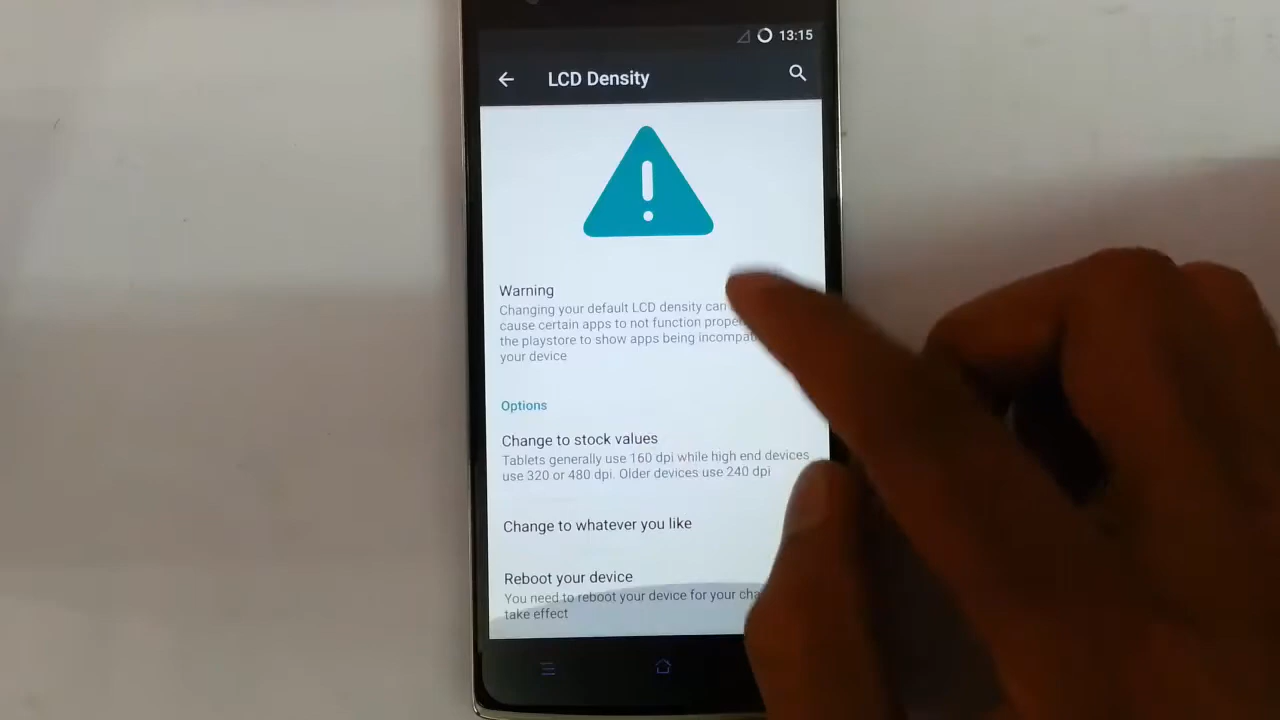 13:15
LCD Density
Warning
Changing your default LCD density can
cause certain apps to not function
the playstore to show apps being
your device
Options
Change to stock values
Tablets generally use 160 dpi while high end devices
use 320 or 480 dpi. Older devices use 240 dpi
Change to whatever you like
Reboot your device
You need to reboot your device for your
take effect